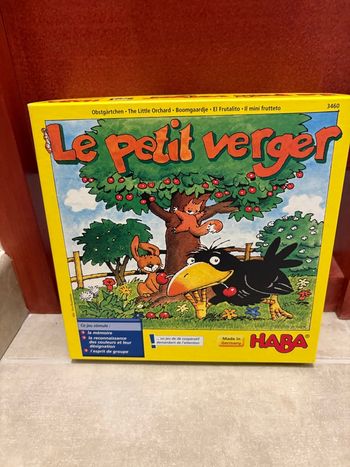 Obstgärtchen · The Little Orchard · Boomgaardje · El Frutalito · Il mini frutteto
3460
Le petit verger
Ce jeu stimule :
• la mémoire
• la reconnaissance
des couleurs et leur
désignation
• l'esprit de groupe
! ... un jeu de dé coopératif
demandant de l'attention
Made in
Germany
HABA